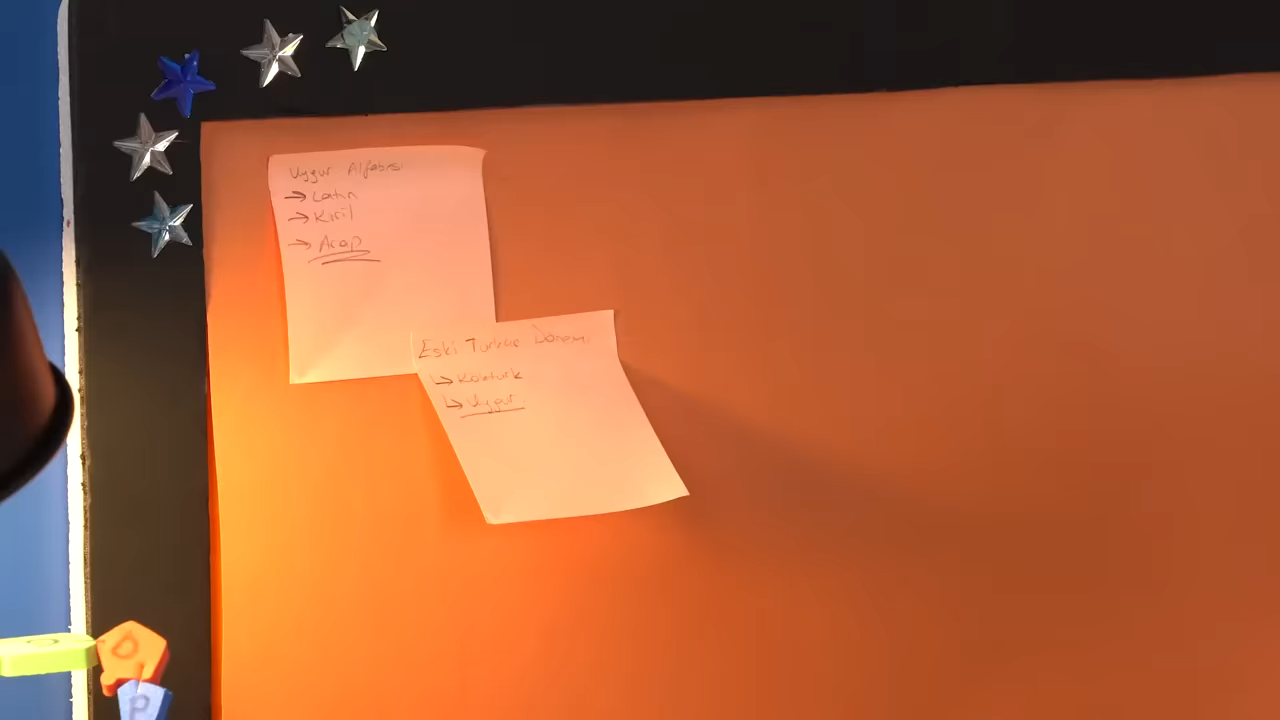 Uygur Alfabesi
→ Latin
→ Kiril
→ Arap
Eski Türkçe Dönemi
↳ Köktürk
↳ Uygur
D
P